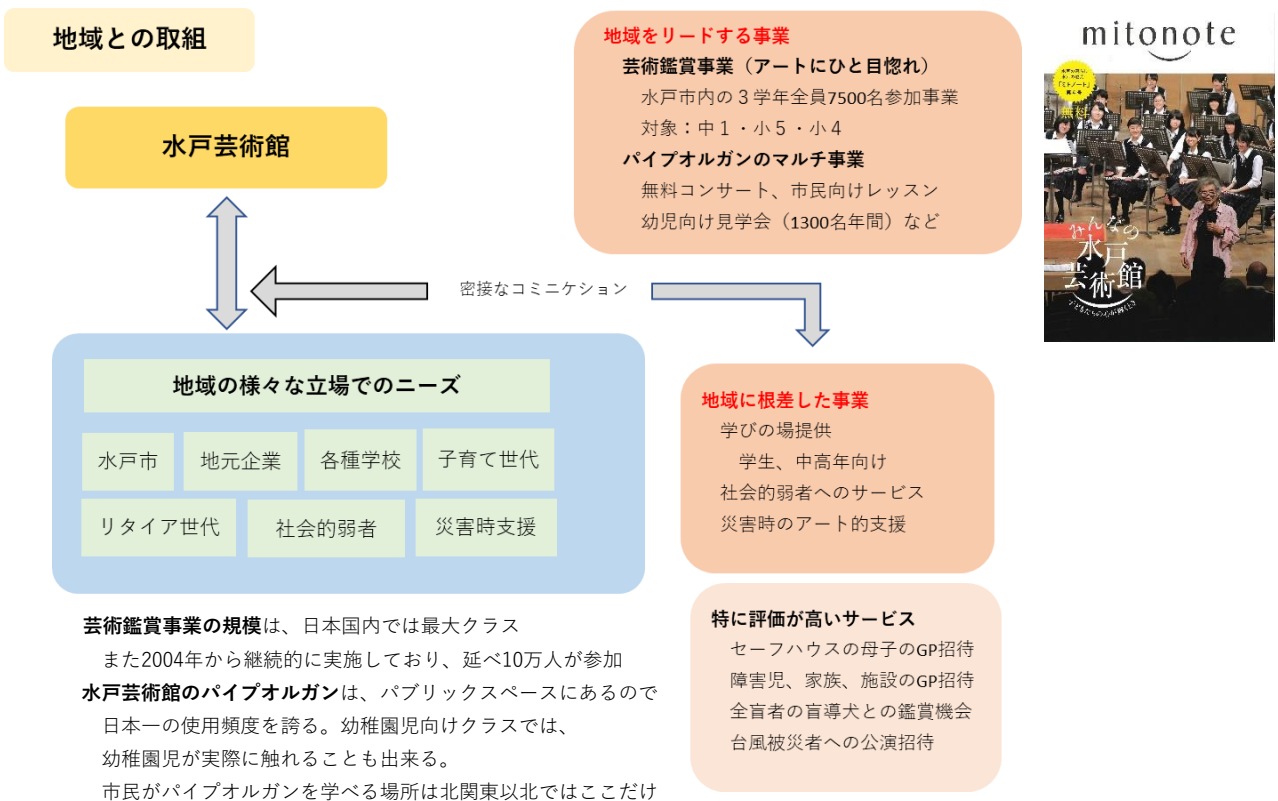 地域との取組
水戸芸術館
地域をリードする事業
芸術鑑賞事業（アートにひと目惚れ）
水戸市内の３学年全員7500名参加事業
対象：中１・小５・小４
パイプオルガンのマルチ事業
無料コンサート、市民向けレッスン
幼児向け見学会（1300名年間）など
mitonote
「ミトノート」
無料
みんなの
水戸
芸術館
子どもたちの心が動くとき
密接なコミニケション
地域の様々な立場でのニーズ
水戸市
地元企業
各種学校
子育て世代
リタイア世代
社会的弱者
災害時支援
地域に根差した事業
学びの場提供
学生、中高年向け
社会的弱者へのサービス
災害時のアート的支援
特に評価が高いサービス
セーフハウスの母子のGP招待
障害児、家族、施設のGP招待
全盲者の盲導犬との鑑賞機会
台風被災者への公演招待
芸術鑑賞事業の規模は、日本国内では最大クラス
また2004年から継続的に実施しており、延べ10万人が参加
水戸芸術館のパイプオルガンは、パブリックスペースにあるので
日本一の使用頻度を誇る。幼稚園児向けクラスでは、
幼稚園児が実際に触れることも出来る。
市民がパイプオルガンを学べる場所は北関東以北ではここだけ